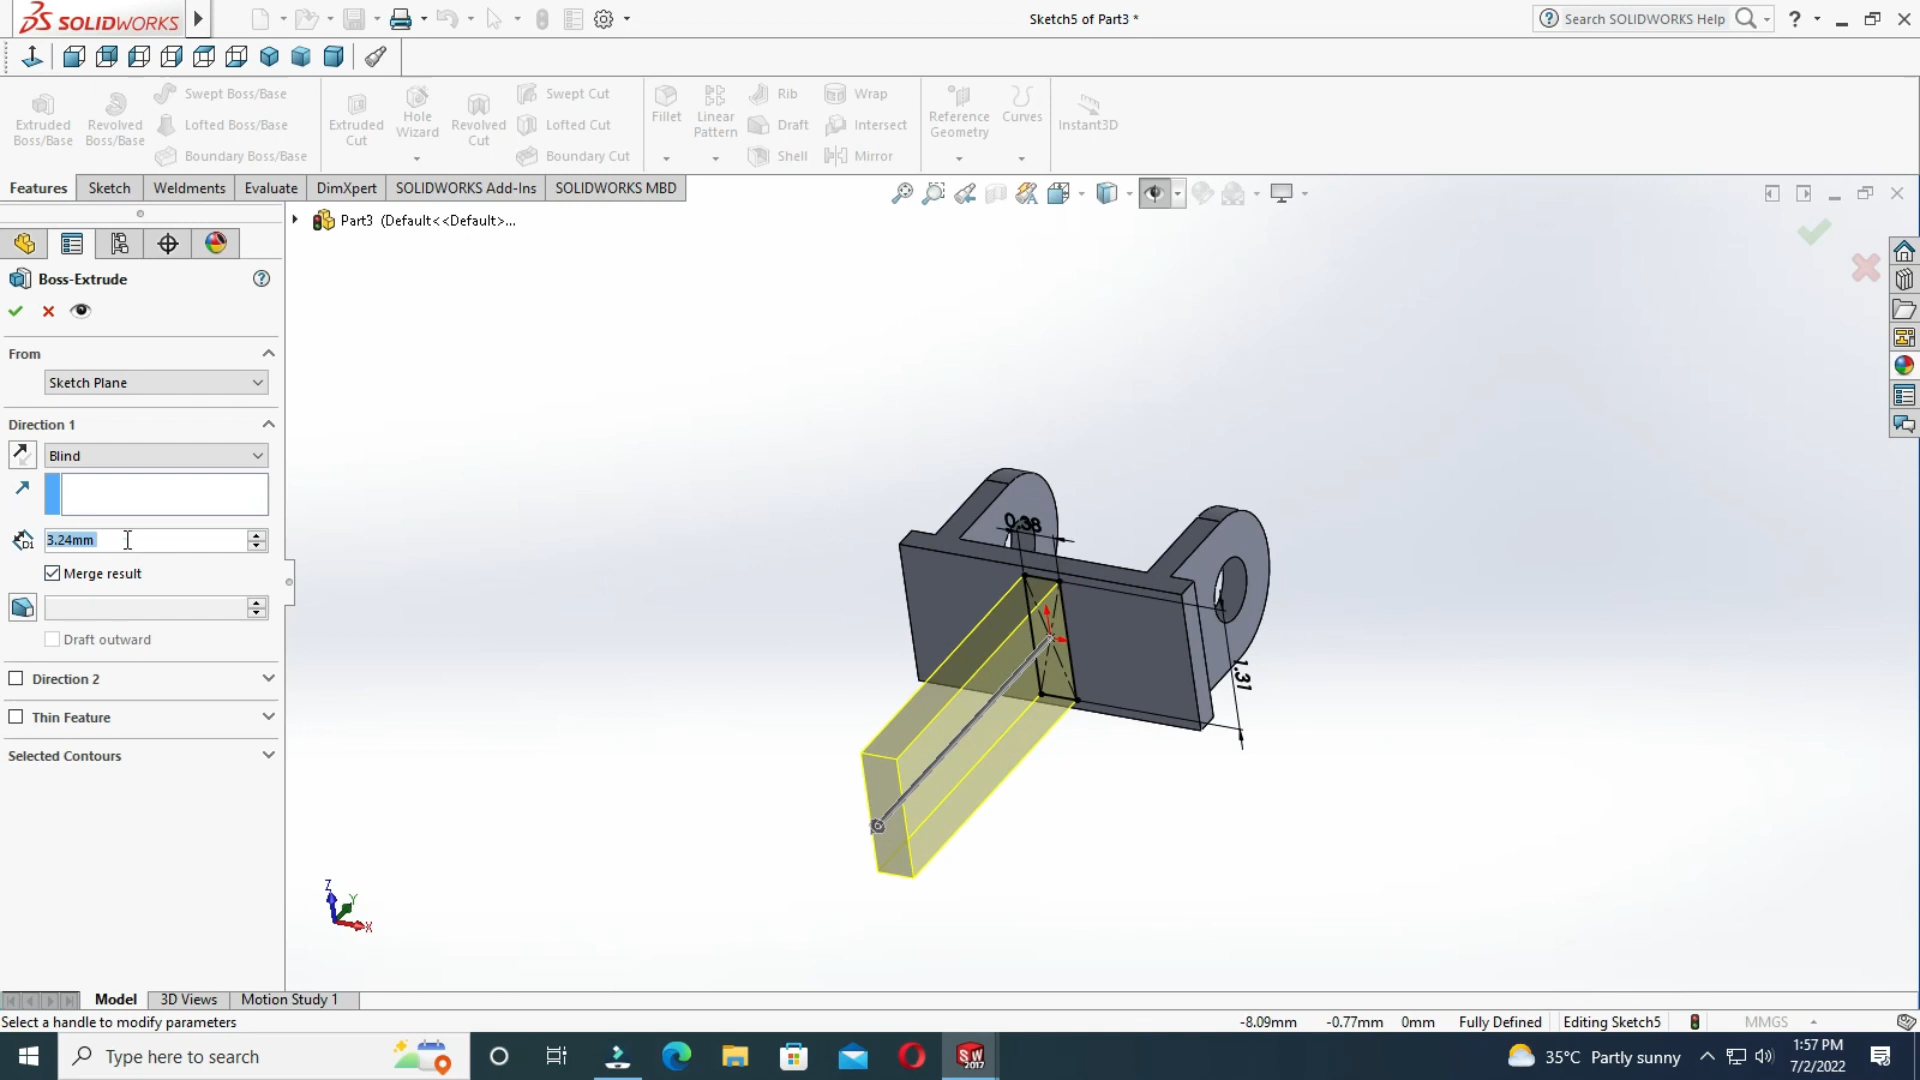 SOLIDWORKS
Sketch5 of Part3 *
Search SOLIDWORKS Help
?
Extruded Boss/Base
Revolved Boss/Base
Swept Boss/Base
Lofted Boss/Base
Boundary Boss/Base
Extruded Cut
Hole Wizard
Revolved Cut
Swept Cut
Lofted Cut
Boundary Cut
Fillet
Linear Pattern
Rib
Draft
Shell
Wrap
Intersect
Mirror
Reference Geometry
Curves
Instant3D
Features
Sketch
Weldments
Evaluate
DimXpert
SOLIDWORKS Add-Ins
SOLIDWORKS MBD
Part3 (Default<<Default>...
Boss-Extrude
?
From
Sketch Plane
Direction 1
Blind
D1
3.24mm
Merge result
Draft outward
Direction 2
Thin Feature
Selected Contours
0.38
1.31
Z
Y
X
Model
3D Views
Motion Study 1
Select a handle to modify parameters
-8.09mm
-0.77mm
0mm
Fully Defined
Editing Sketch5
MMGS
Type here to search
SW
2017
35°C Partly sunny
1:57 PM
7/2/2022